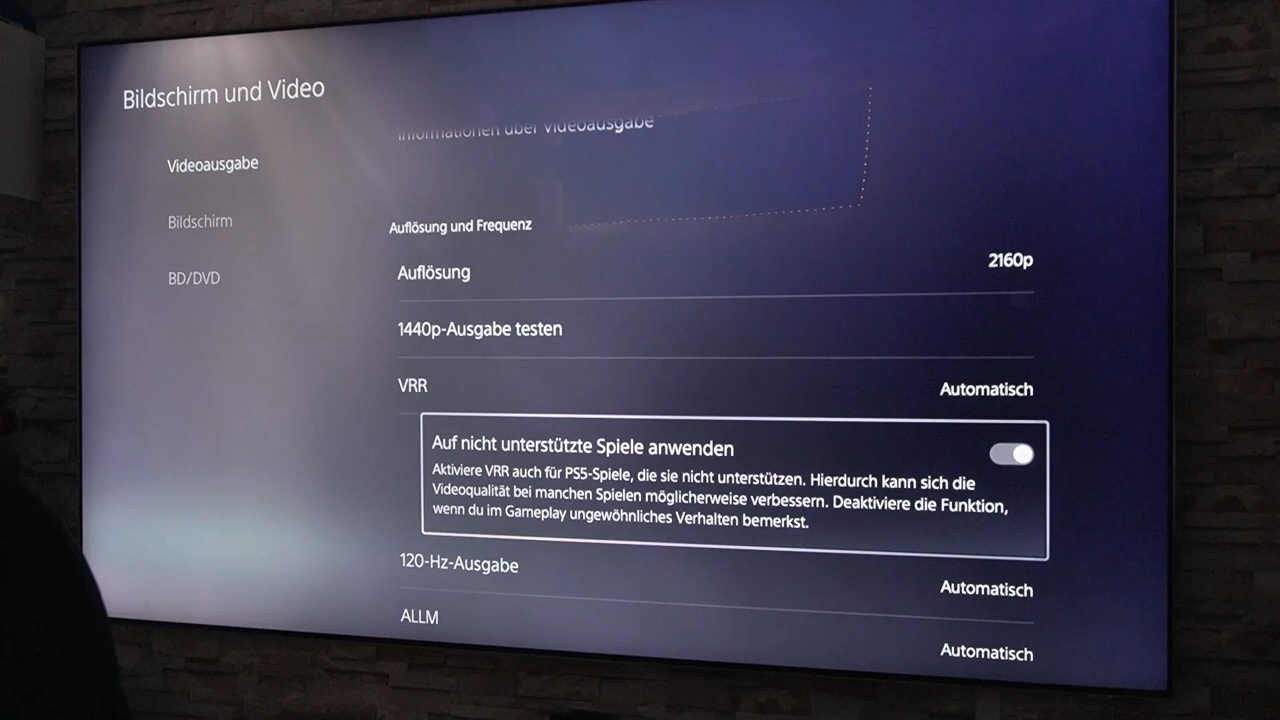 Bildschirm und Video
Videoausgabe
Bildschirm
BD/DVD
Informationen über Videoausgabe
Auflösung und Frequenz
Auflösung 2160p
1440p-Ausgabe testen
VRR Automatisch
Auf nicht unterstützte Spiele anwenden
Aktiviere VRR auch für PS5-Spiele, die sie nicht unterstützen. Hierdurch kann sich die
Videoqualität bei manchen Spielen möglicherweise verbessern. Deaktiviere die Funktion,
wenn du im Gameplay ungewöhnliches Verhalten bemerkst.
120-Hz-Ausgabe Automatisch
ALLM Automatisch